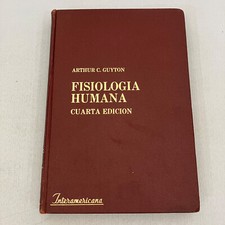 ARTHUR C. GUYTON
FISIOLOGIA
HUMANA
CUARTA EDICION
Interamericana